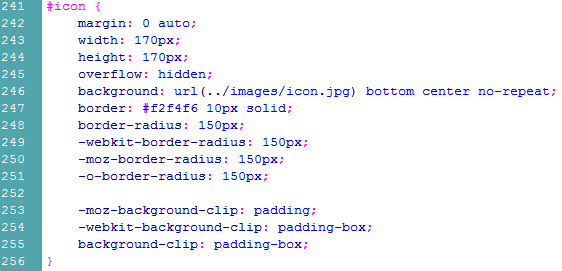 241 #icon {
242 margin: 0 auto;
243 width: 170px;
244 height: 170px;
245 overflow: hidden;
246 background: url(../images/icon.jpg) bottom center no-repeat;
247 border: #f2f4f6 10px solid;
248 border-radius: 150px;
249 -webkit-border-radius: 150px;
250 -moz-border-radius: 150px;
251 -o-border-radius: 150px;
252
253 -moz-background-clip: padding;
254 -webkit-background-clip: padding-box;
255 background-clip: padding-box;
256 }